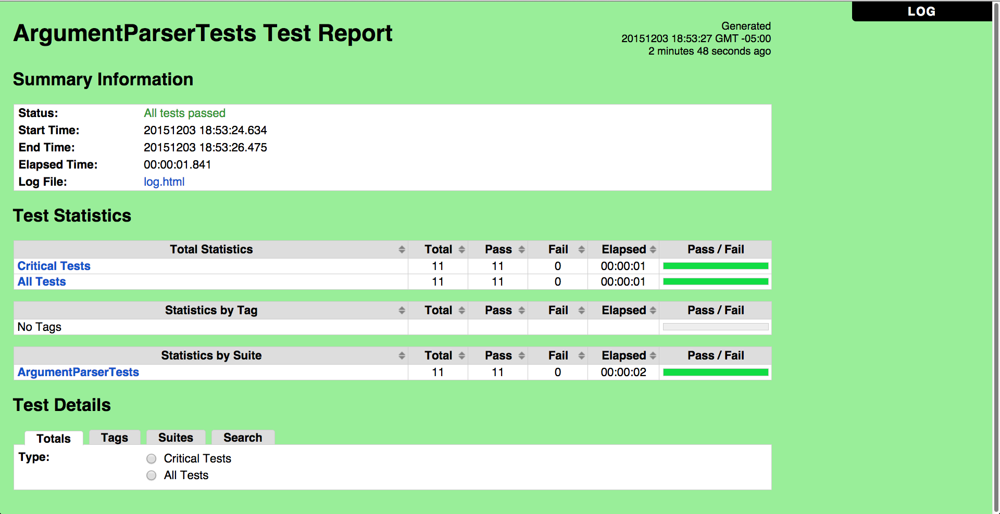 LOG
ArgumentParserTests Test Report
Generated
20151203 18:53:27 GMT -05:00
2 minutes 48 seconds ago
Summary Information
Status: All tests passed
Start Time: 20151203 18:53:24.634
End Time: 20151203 18:53:26.475
Elapsed Time: 00:00:01.841
Log File: log.html
Test Statistics
Total Statistics Total Pass Fail Elapsed Pass / Fail
Critical Tests 11 11 0 00:00:01
All Tests 11 11 0 00:00:01
Statistics by Tag Total Pass Fail Elapsed Pass / Fail
No Tags
Statistics by Suite Total Pass Fail Elapsed Pass / Fail
ArgumentParserTests 11 11 0 00:00:02
Test Details
Totals Tags Suites Search
Type: Critical Tests
All Tests